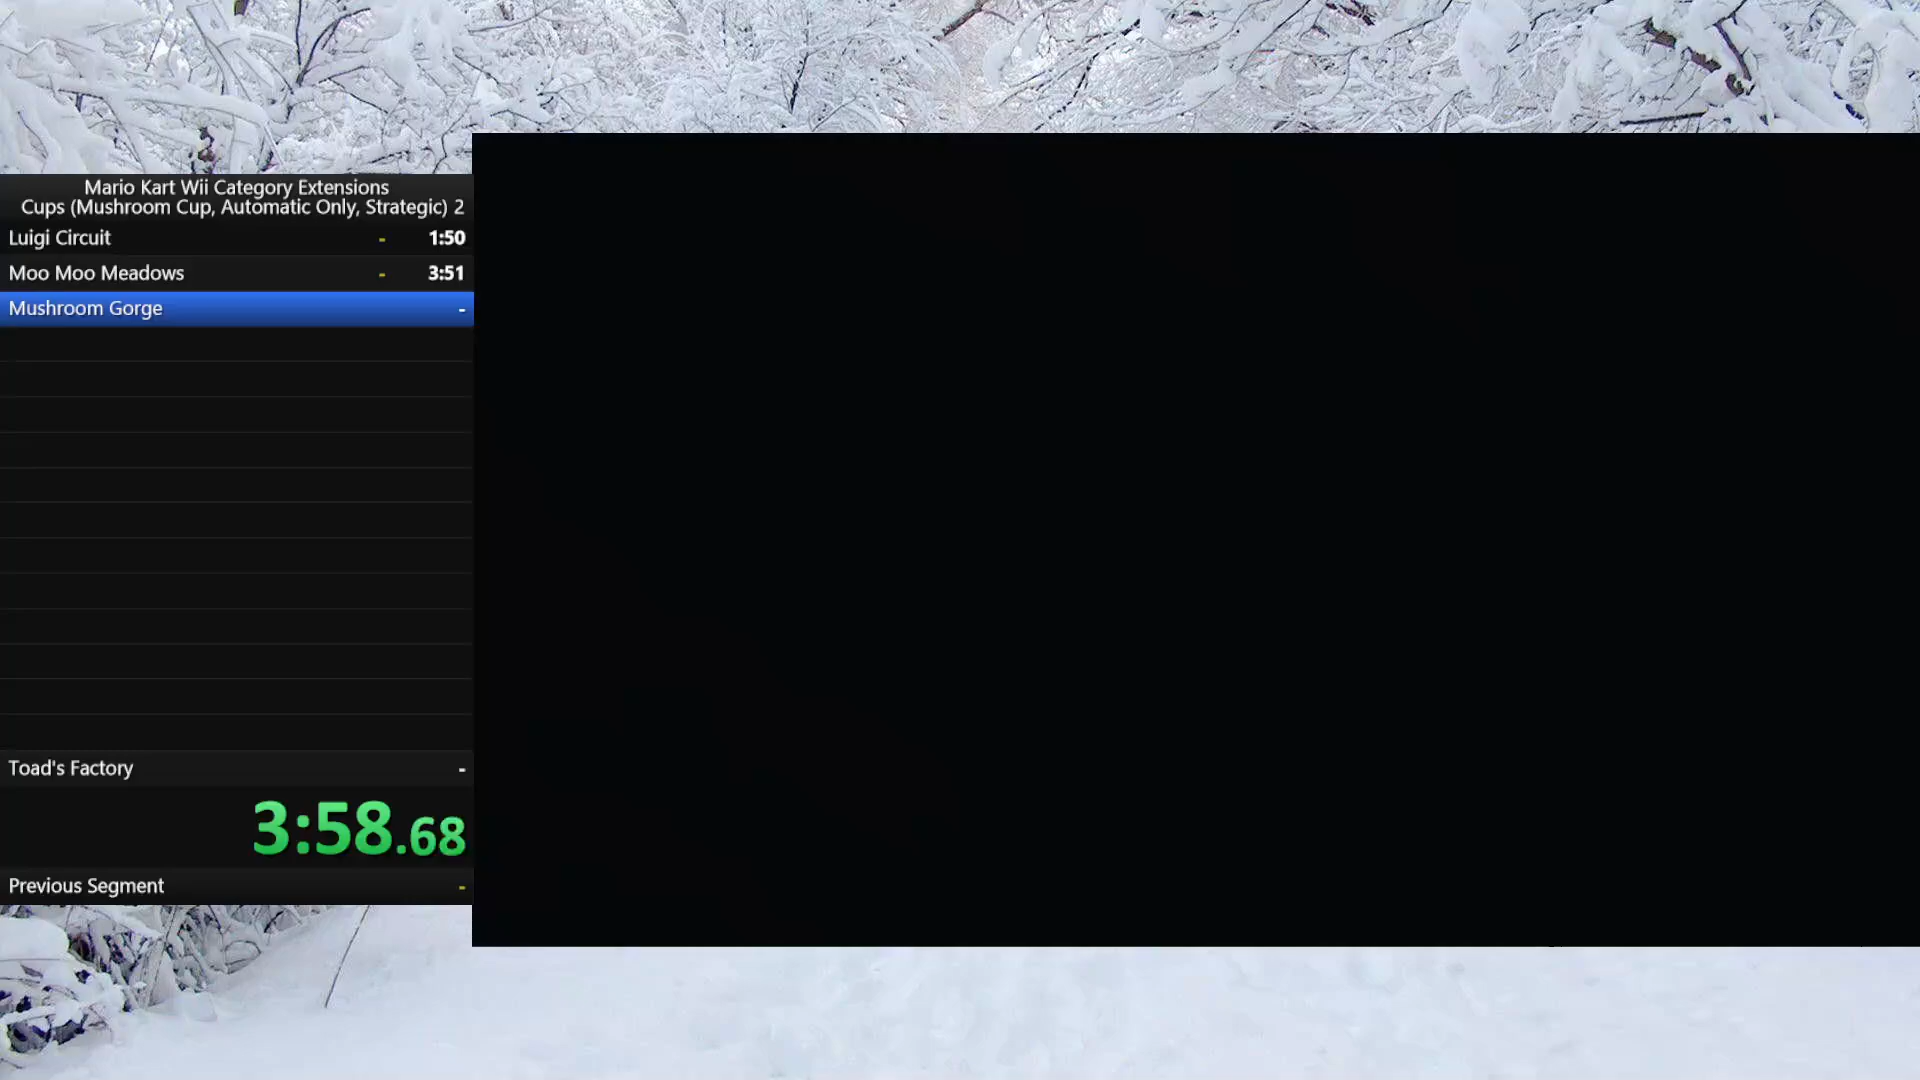 Mario Kart Wii Category Extensions
Cups (Mushroom Cup, Automatic Only, Strategic) 2
Luigi Circuit - 1:50
Moo Moo Meadows - 3:51
Mushroom Gorge -
Toad's Factory -
3:58.68
Previous Segment -